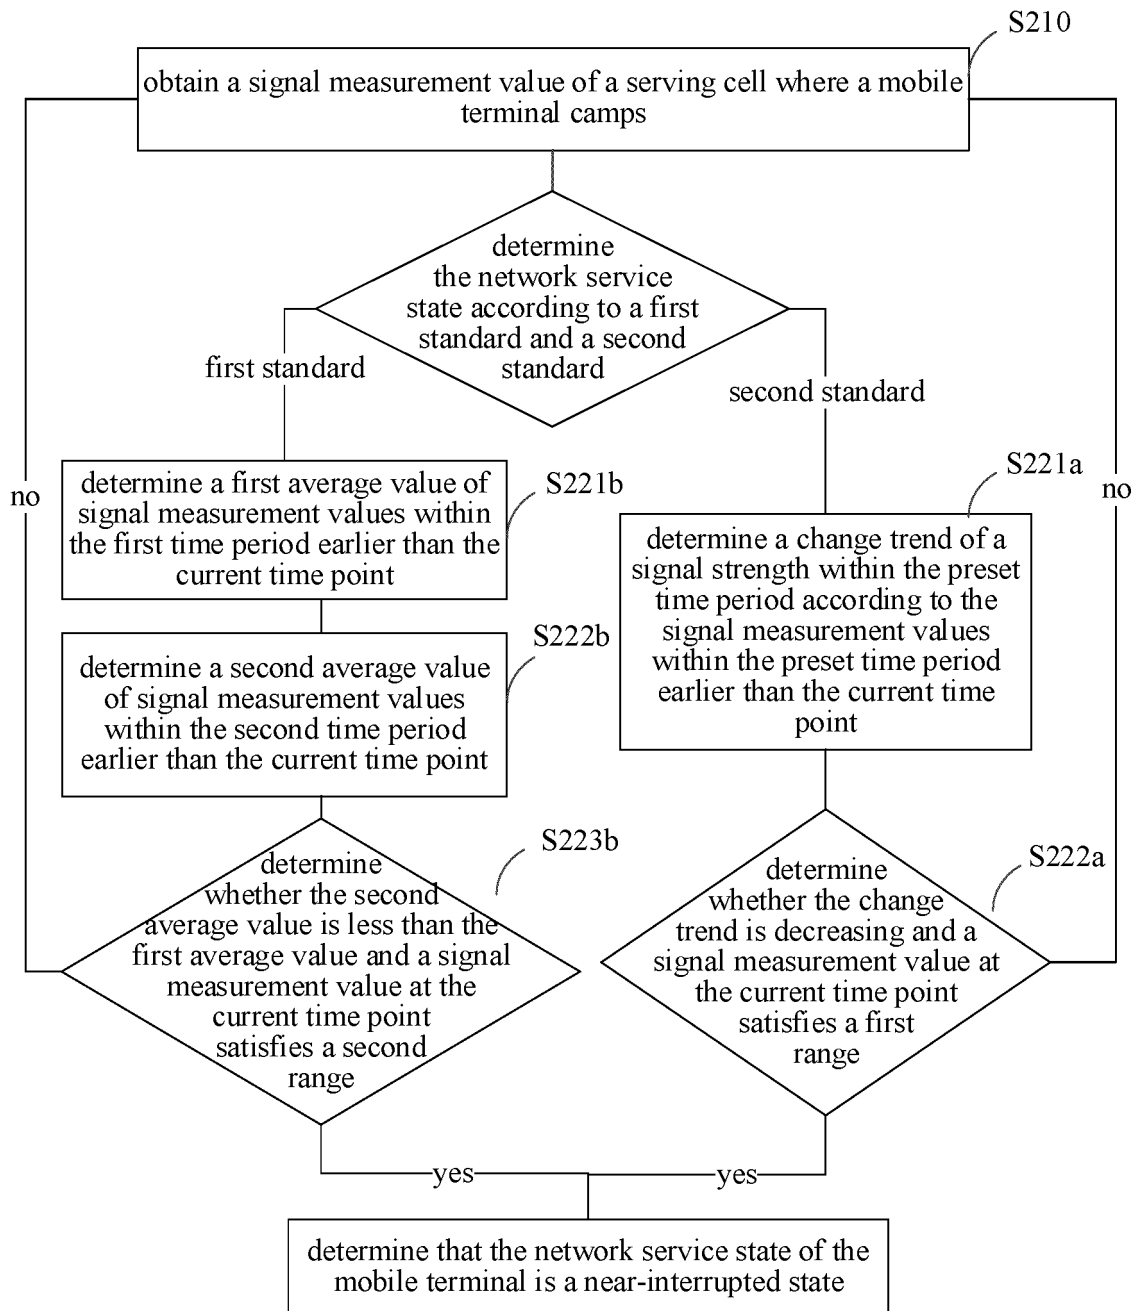 S210
obtain a signal measurement value of a serving cell where a mobile
terminal camps
determine
the network service
state according to a first
standard and a second
standard
first standard
second standard
no
S221b
determine a first average value of
signal measurement values within
the first time period earlier than the
current time point
S221a
no
determine a change trend of a
signal strength within the preset
time period according to the
signal measurement values
within the preset time period
earlier than the current time
point
S222b
determine a second average value
of signal measurement values
within the second time period
earlier than the current time point
S223b
determine
whether the second
average value is less than the
first average value and a signal
measurement value at the
current time point
satisfies a second
range
S222a
determine
whether the change
trend is decreasing and a
signal measurement value at
the current time point
satisfies a first
range
yes
yes
determine that the network service state of the
mobile terminal is a near-interrupted state